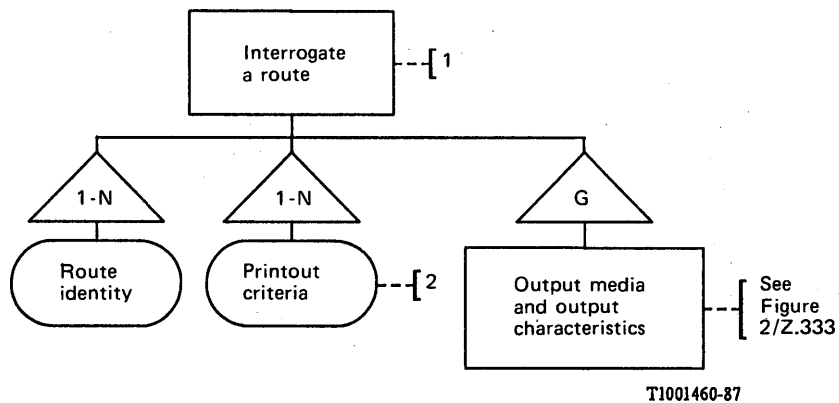 Interrogate
a route
1
1-N
1-N
G
Route
identity
Printout
criteria
2
Output media
and output
characteristics
See
Figure
2/Z.333
T1001460-87